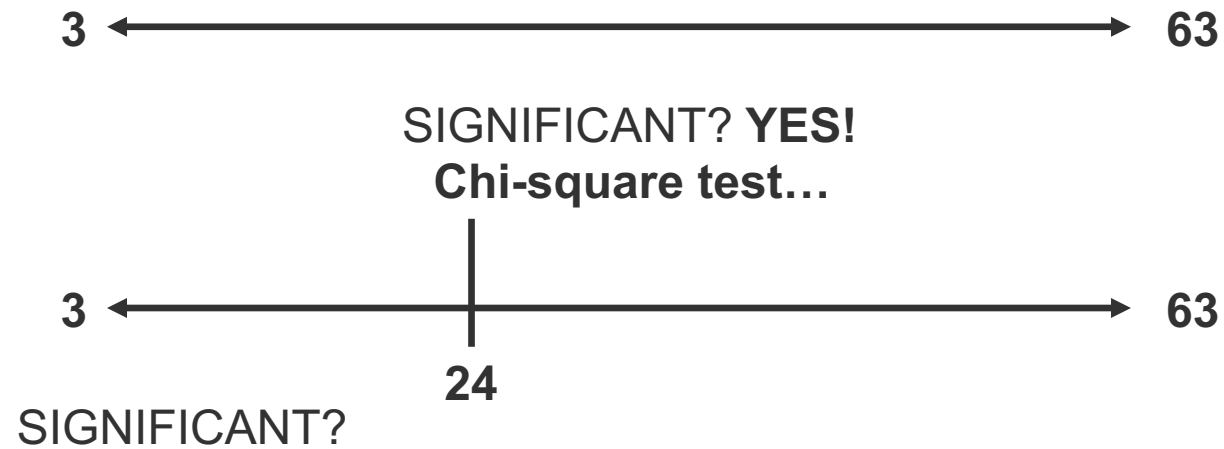 3 63
SIGNIFICANT? YES!
Chi-square test…
3 63
24
SIGNIFICANT?